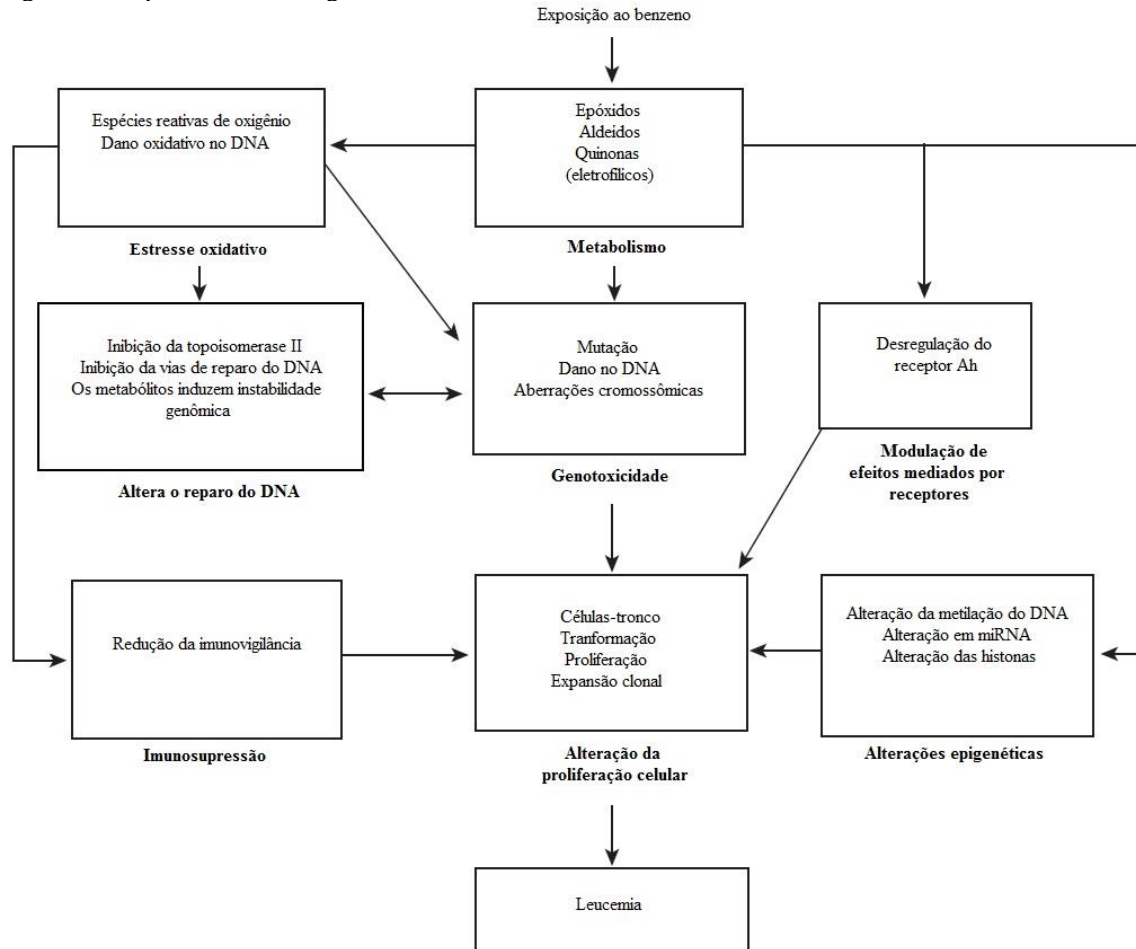 Exposição ao benzeno
Espécies reativas de oxigênio
Dano oxidativo no DNA
Estresse oxidativo
Epóxidos
Aldeidos
Quinonas
(eletrofílicos)
Metabolismo
Inibição da topoisomerase II
Inibição da vias de reparo do DNA
Os metabólitos induzem instabilidade
genômica
Altera o reparo do DNA
Mutação
Dano no DNA
Aberrações cromossômicas
Genotoxicidade
Desregulação do
receptor Ah
Modulação de
efeitos mediados por
receptores
Redução da imunovigilância
Imunosupressão
Células-tronco
Tranformação
Proliferação
Expansão clonal
Alteração da
proliferação celular
Alteração da metilação do DNA
Alteração em miRNA
Alteração das histonas
Alterações epigenéticas
Leucemia